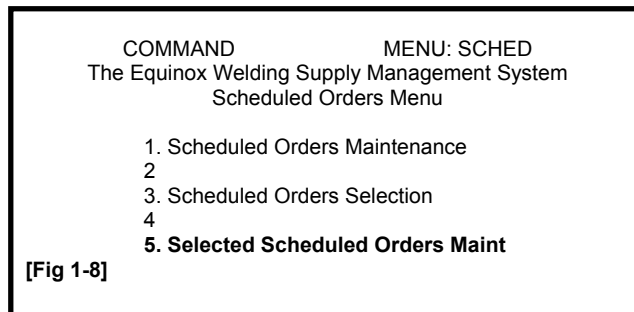 COMMAND MENU: SCHED
The Equinox Welding Supply Management System
Scheduled Orders Menu
1. Scheduled Orders Maintenance
2
3. Scheduled Orders Selection
4
5. Selected Scheduled Orders Maint
[Fig 1-8]